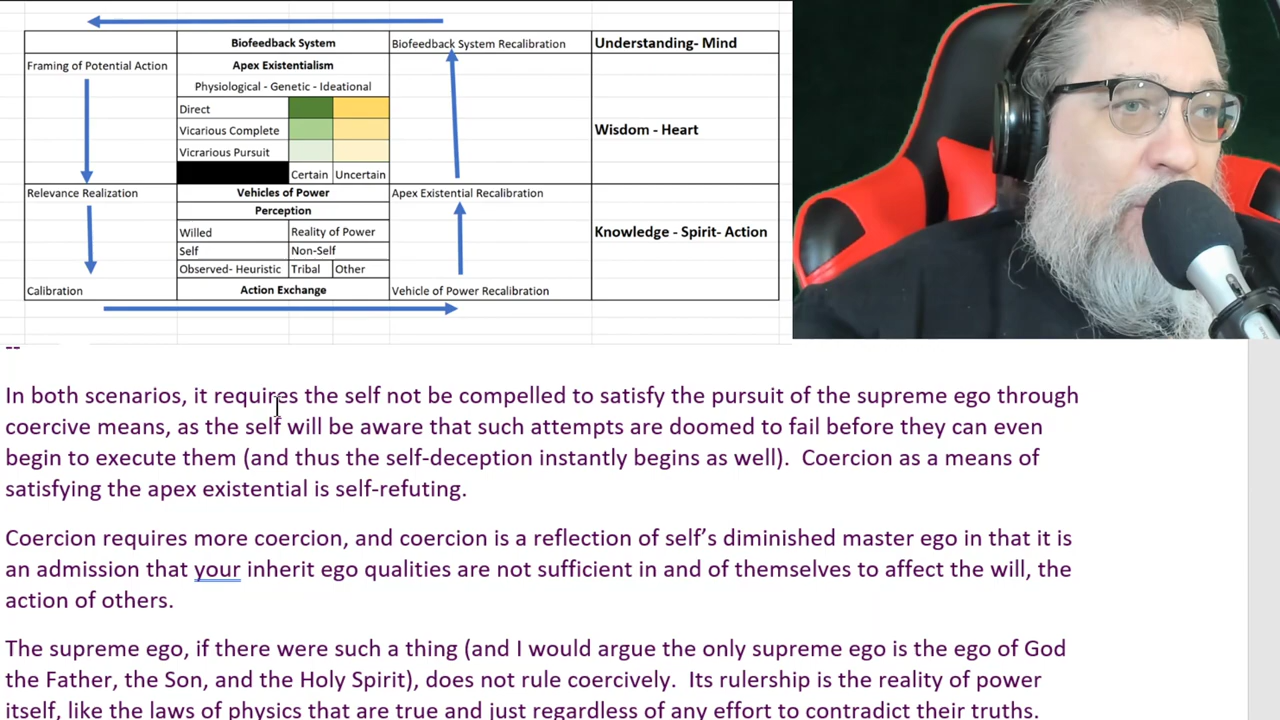 Biofeedback System Biofeedback System Recalibration Understanding- Mind
Framing of Potential Action Apex Existentialism
Physiological - Genetic - Ideational
Direct
Vicarious Complete Wisdom - Heart
Vicrarious Pursuit
Certain Uncertain
Relevance Realization Vehicles of Power Apex Existential Recalibration
Perception
Willed Reality of Power Knowledge - Spirit- Action
Self Non-Self
Observed- Heuristic Tribal Other
Calibration Action Exchange Vehicle of Power Recalibration
--
In both scenarios, it requires the self not be compelled to satisfy the pursuit of the supreme ego through
coercive means, as the self will be aware that such attempts are doomed to fail before they can even
begin to execute them (and thus the self-deception instantly begins as well). Coercion as a means of
satisfying the apex existential is self-refuting.
Coercion requires more coercion, and coercion is a reflection of self’s diminished master ego in that it is
an admission that your inherit ego qualities are not sufficient in and of themselves to affect the will, the
action of others.
The supreme ego, if there were such a thing (and I would argue the only supreme ego is the ego of God
the Father, the Son, and the Holy Spirit), does not rule coercively. Its rulership is the reality of power
itself, like the laws of physics that are true and just regardless of any effort to contradict their truths.